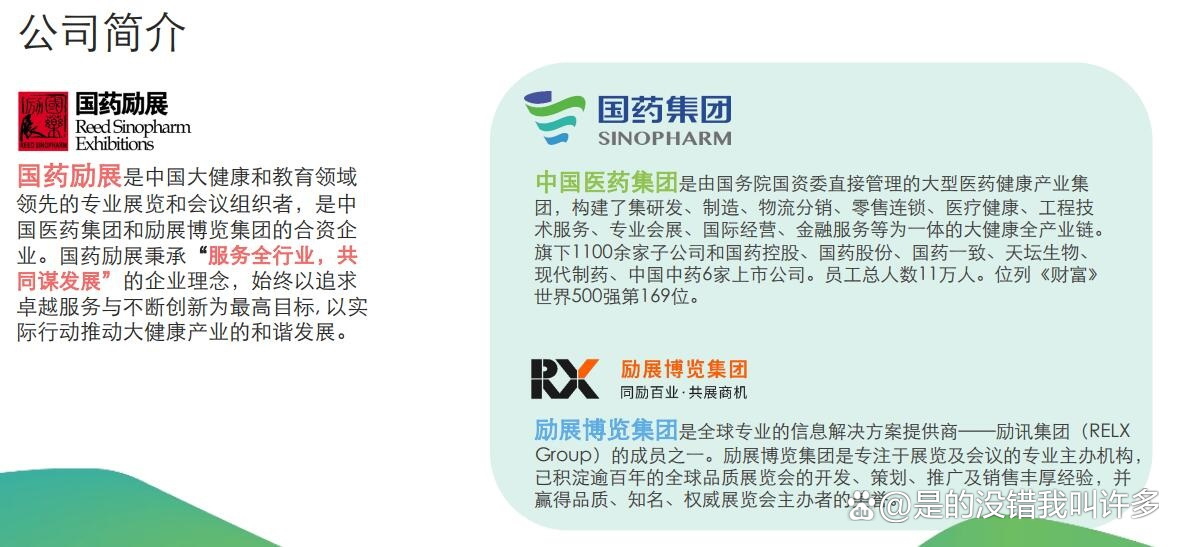 公司简介
国药励展
Reed Sinopharm
Exhibitions
国药励展是中国大健康和教育领域
领先的专业展览和会议组织者，是中
国医药集团和励展博览集团的合资企
业。国药励展秉承“服务全行业，共
同谋发展”的企业理念，始终以追求
卓越服务与不断创新为最高目标, 以实
际行动推动大健康产业的和谐发展。
国药集团
SINOPHARM
中国医药集团是由国务院国资委直接管理的大型医药健康产业集
团，构建了集研发、制造、物流分销、零售连锁、医疗健康、工程技
术服务、专业会展、国际经营、金融服务等为一体的大健康全产业链。
旗下1100余家子公司和国药控股、国药股份、国药一致、天坛生物、
现代制药、中国中药6家上市公司。员工总人数11万人。位列《财富》
世界500强第169位。
RX
励展博览集团
同励百业·共展商机
励展博览集团是全球专业的信息解决方案提供商——励讯集团（RELX
Group）的成员之一。励展博览集团是专注于展览及会议的专业主办机构，
已积淀逾百年的全球品质展览会的开发、策划、推广及销售丰厚经验，并
赢得品质、知名、权威展览会主办者的
@是的没错我叫许多